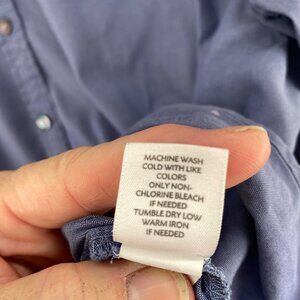 MACHINE WASH
COLD WITH LIKE
COLORS
ONLY NON-
CHLORINE BLEACH
IF NEEDED
TUMBLE DRY LOW
WARM IRON
IF NEEDED